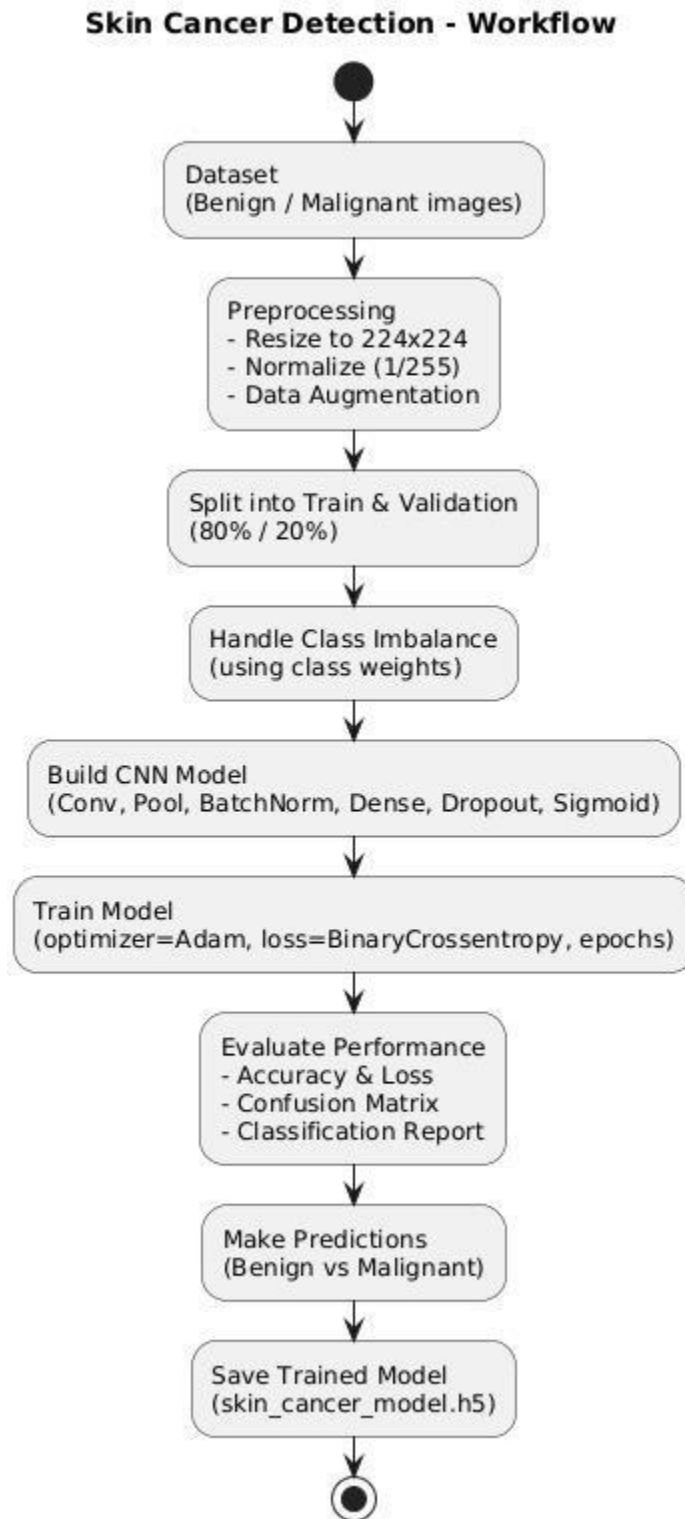 Skin Cancer Detection - Workflow
Dataset
(Benign / Malignant images)
Preprocessing
- Resize to 224x224
- Normalize (1/255)
- Data Augmentation
Split into Train & Validation
(80% / 20%)
Handle Class Imbalance
(using class weights)
Build CNN Model
(Conv, Pool, BatchNorm, Dense, Dropout, Sigmoid)
Train Model
(optimizer=Adam, loss=BinaryCrossentropy, epochs)
Evaluate Performance
- Accuracy & Loss
- Confusion Matrix
- Classification Report
Make Predictions
(Benign vs Malignant)
Save Trained Model
(skin_cancer_model.h5)